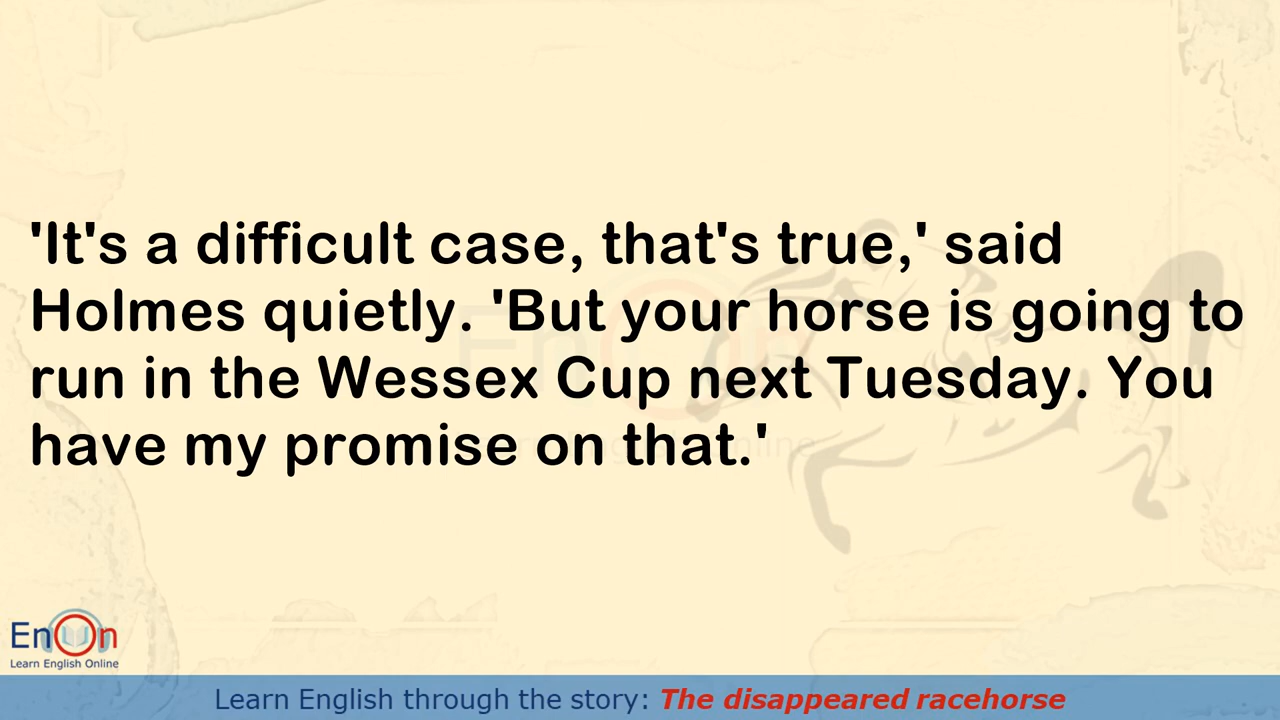 'It's a difficult case, that's true,' said
Holmes quietly. 'But your horse is going to
run in the Wessex Cup next Tuesday. You
have my promise on that.'
EnOn
Learn English Online
Learn English through the story: The disappeared racehorse